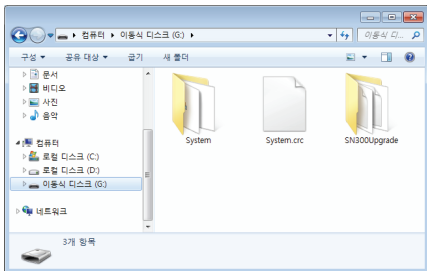 컴퓨터 ▸ 이동식 디스크 (G:) ▸
이동식 디...
구성 ▼ 공유 대상 ▼ 굽기 새 폴더
문서
비디오
사진
음악
컴퓨터
로컬 디스크 (C:)
로컬 디스크 (D:)
이동식 디스크 (G:)
네트워크
System
System.crc
SN300Upgrade
3개 항목